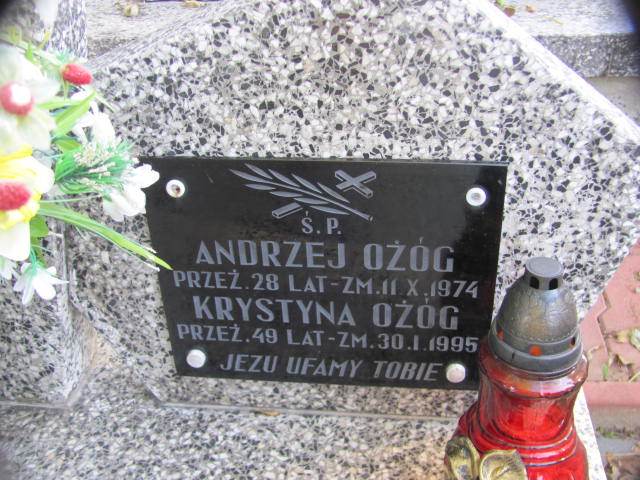 Ś.P.
ANDRZEJ OŻÓG
PRZEŻ. 28 LAT-ZM. 11 X. 1974
KRYSTYNA OŻÓG
PRZEŻ. 49 LAT-ZM. 30. I. 1995
JEZU UFAMY TOBIE